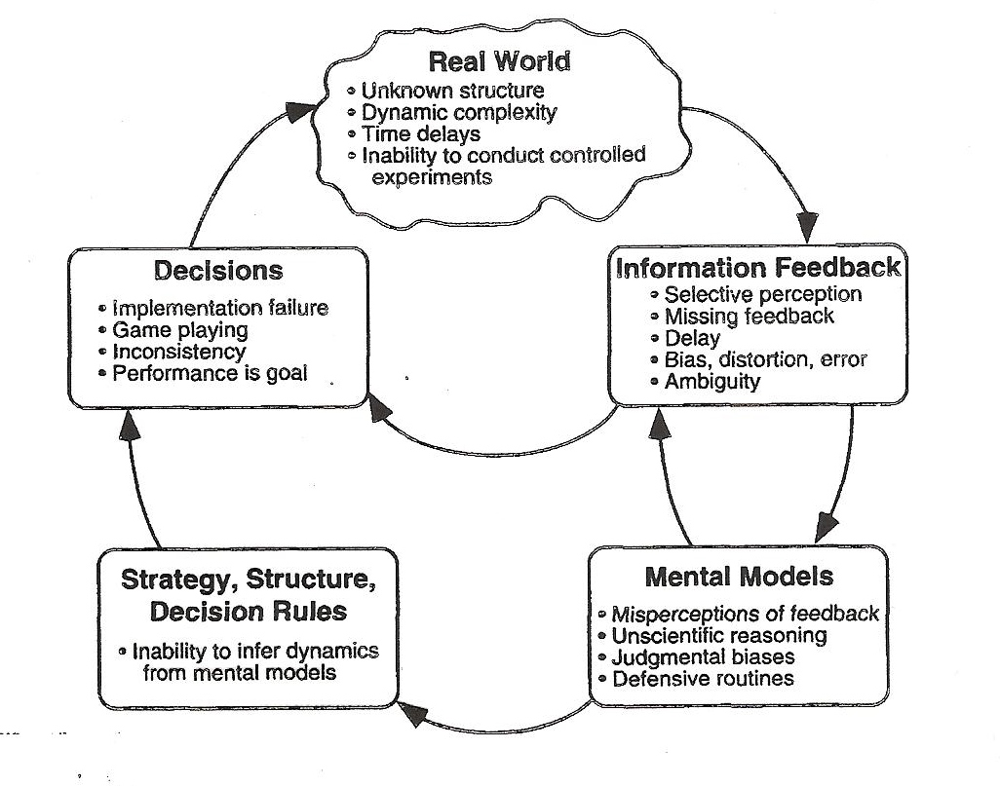 Real World
• Unknown structure
• Dynamic complexity
• Time delays
• Inability to conduct controlled
experiments
Decisions
• Implementation failure
• Game playing
• Inconsistency
• Performance is goal
Information Feedback
• Selective perception
• Missing feedback
• Delay
• Bias, distortion, error
• Ambiguity
Strategy, Structure,
Decision Rules
• Inability to infer dynamics
from mental models
Mental Models
• Misperceptions of feedback
• Unscientific reasoning
• Judgmental biases
• Defensive routines